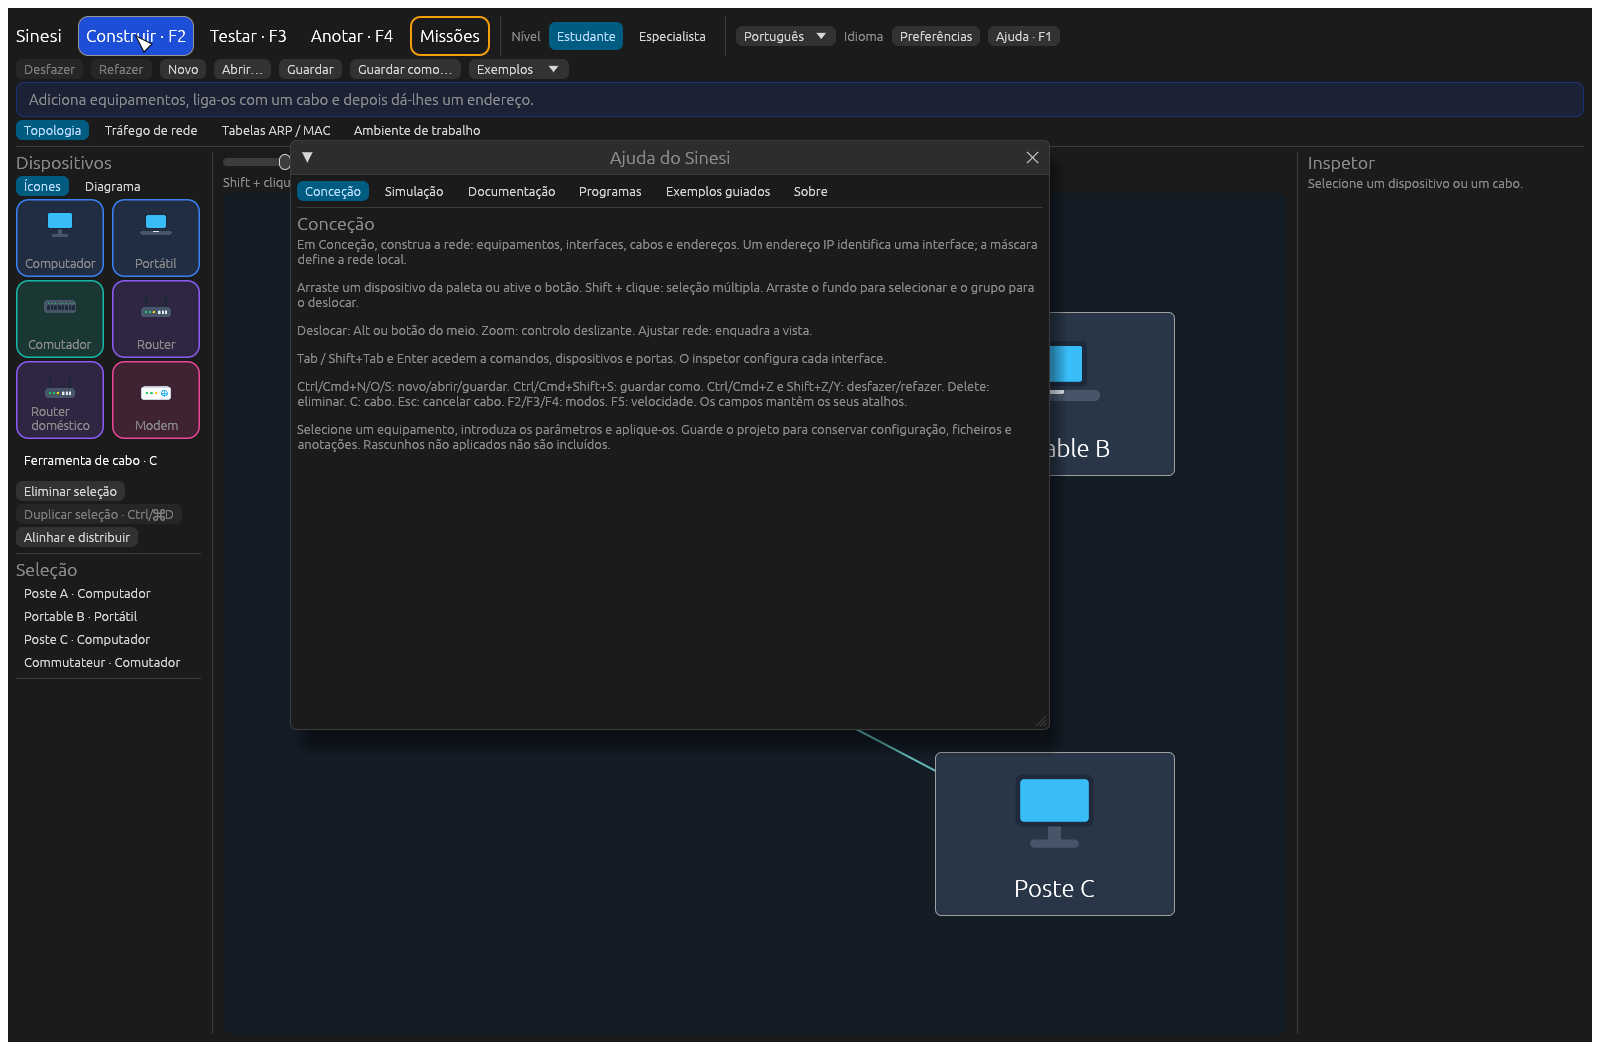 Sinesi
Construir · F2
Testar · F3
Anotar · F4
Missões
Nível
Estudante
Especialista
Português
Idioma
Preferências
Ajuda · F1
Desfazer
Refazer
Novo
Abrir…
Guardar
Guardar como…
Exemplos
Adiciona equipamentos, liga-os com um cabo e depois dá-lhes um endereço.
Topologia
Tráfego de rede
Tabelas ARP / MAC
Ambiente de trabalho
Dispositivos
Ícones
Diagrama
Computador
Portátil
Comutador
Router
Router
doméstico
Modem
Ferramenta de cabo · C
Eliminar seleção
Duplicar seleção · Ctrl/⌘D
Alinhar e distribuir
Seleção
Poste A · Computador
Portable B · Portátil
Poste C · Computador
Commutateur · Comutador
Shift + cliqu
Ajuda do Sinesi
Conceção
Simulação
Documentação
Programas
Exemplos guiados
Sobre
Conceção
Em Conceção, construa a rede: equipamentos, interfaces, cabos e endereços. Um endereço IP identifica uma interface; a máscara
define a rede local.
Arraste um dispositivo da paleta ou ative o botão. Shift + clique: seleção múltipla. Arraste o fundo para selecionar e o grupo para
o deslocar.
Deslocar: Alt ou botão do meio. Zoom: controlo deslizante. Ajustar rede: enquadra a vista.
Tab / Shift+Tab e Enter acedem a comandos, dispositivos e portas. O inspetor configura cada interface.
Ctrl/Cmd+N/O/S: novo/abrir/guardar. Ctrl/Cmd+Shift+S: guardar como. Ctrl/Cmd+Z e Shift+Z/Y: desfazer/refazer. Delete:
eliminar. C: cabo. Esc: cancelar cabo. F2/F3/F4: modos. F5: velocidade. Os campos mantêm os seus atalhos.
Selecione um equipamento, introduza os parâmetros e aplique-os. Guarde o projeto para conservar configuração, ficheiros e
anotações. Rascunhos não aplicados não são incluídos.
able B
Poste C
Inspetor
Selecione um dispositivo ou um cabo.